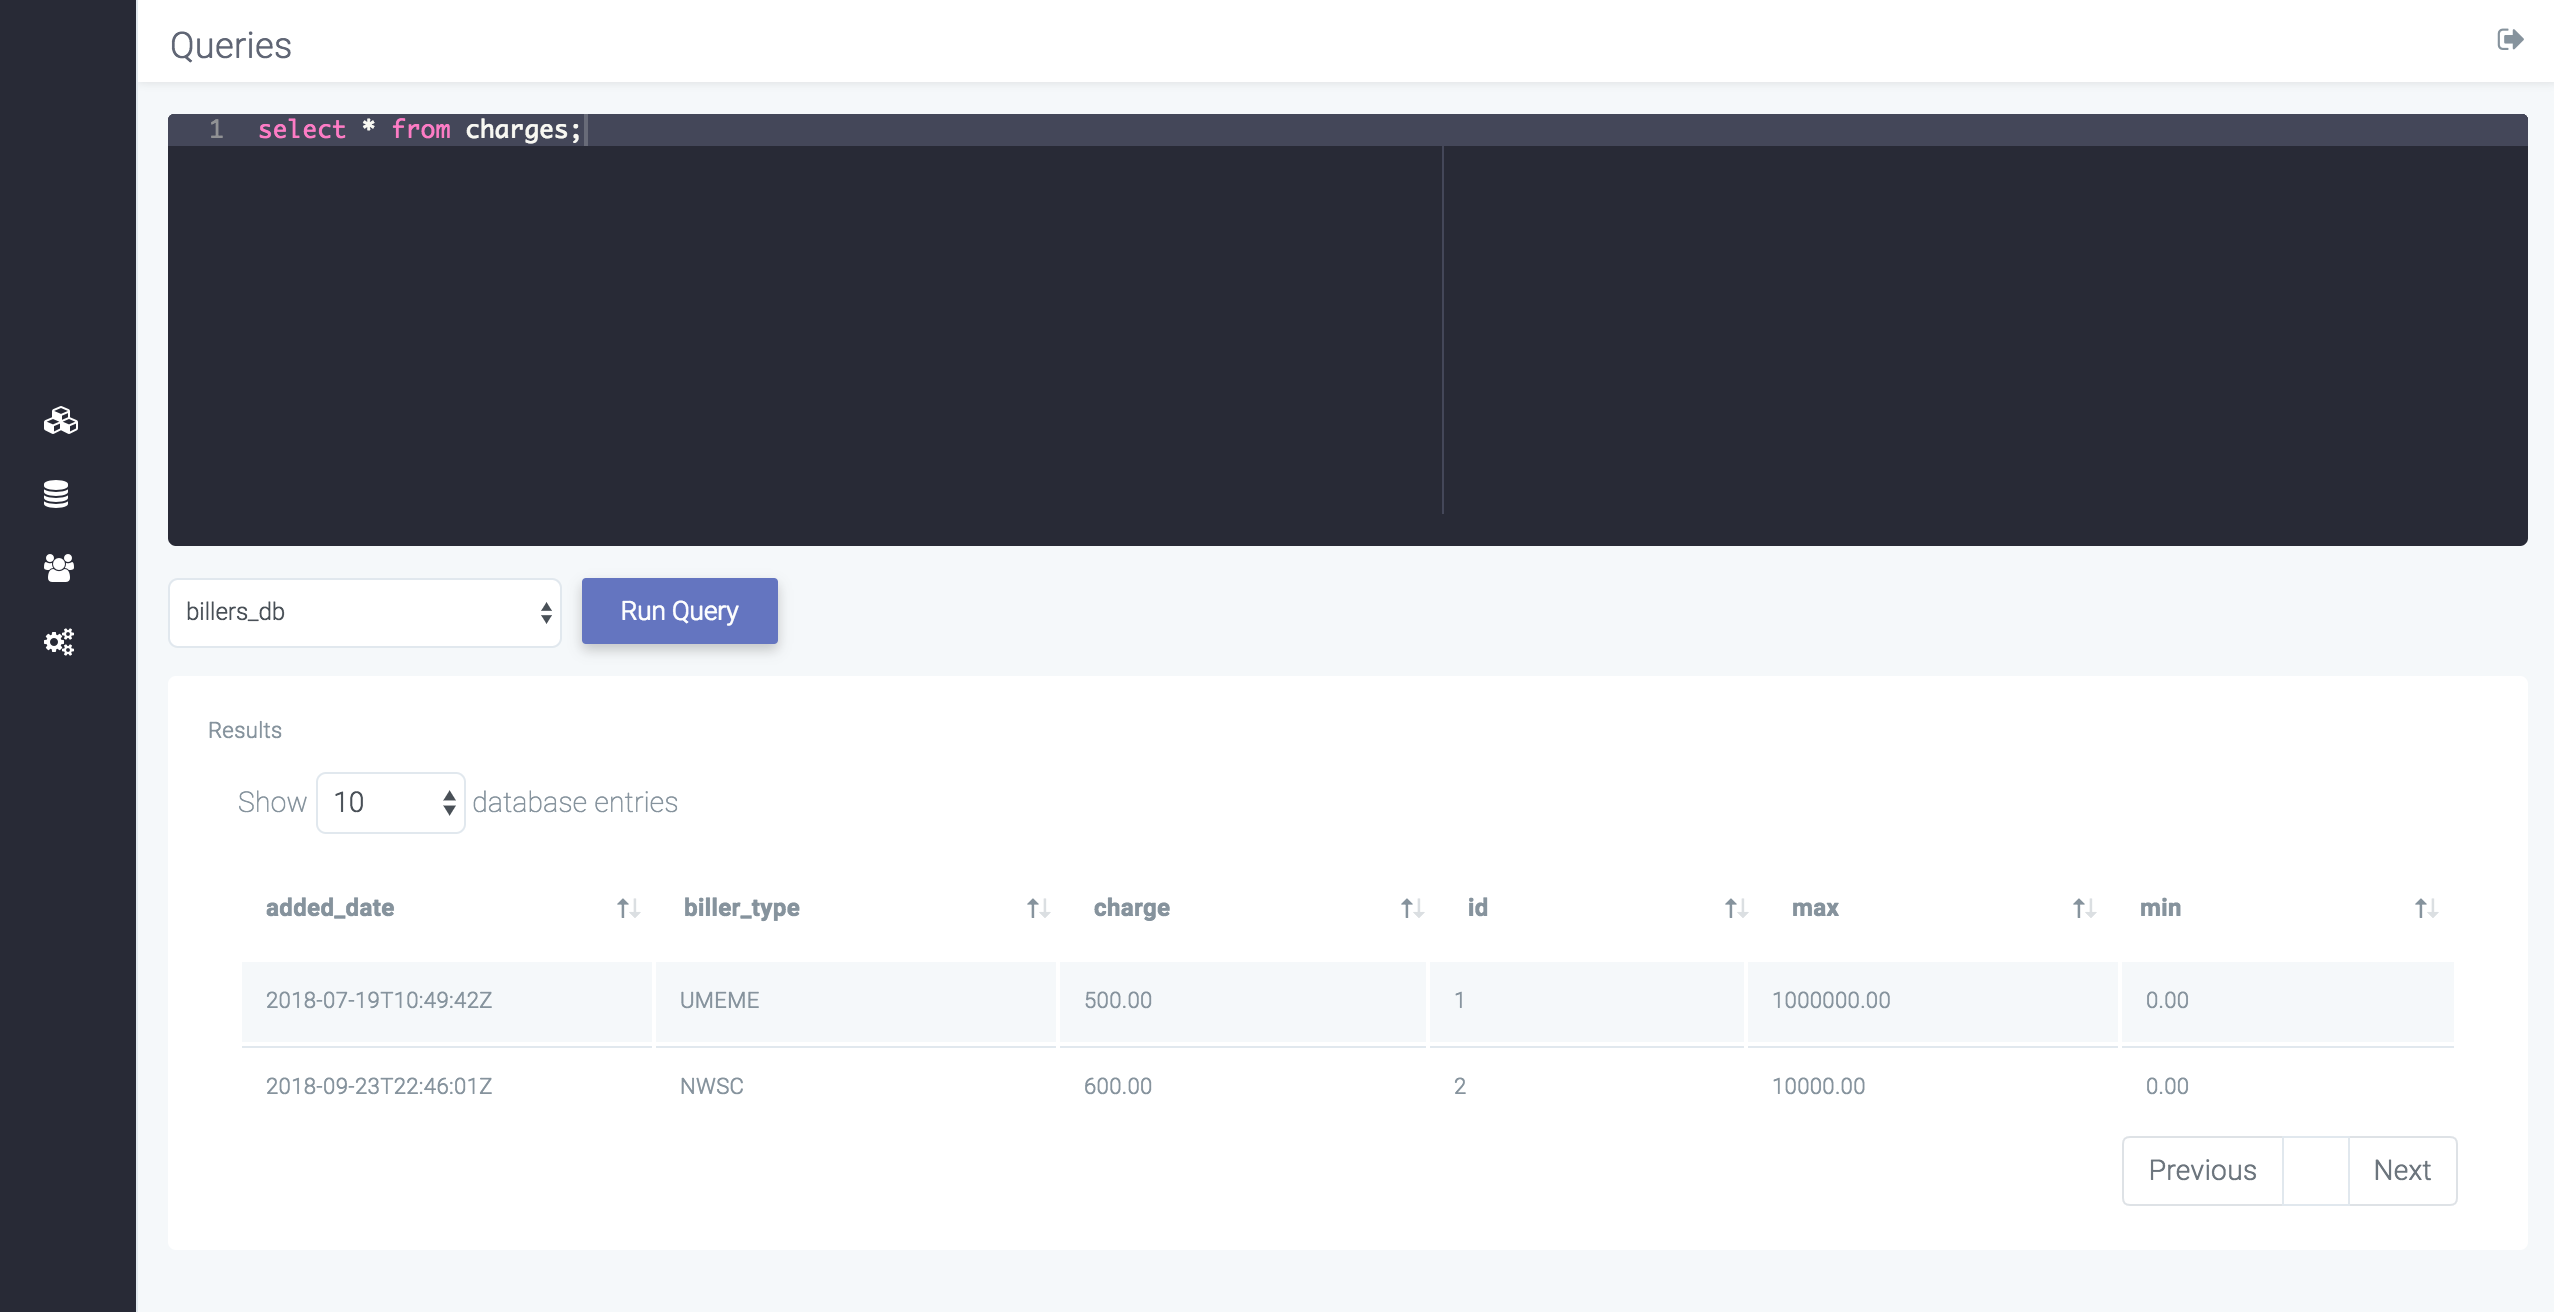 Queries
1 select * from charges;
billers_db
Run Query
Results
Show 10 database entries
added_date biller_type charge id max min
2018-07-19T10:49:42Z UMEME 500.00 1 1000000.00 0.00
2018-09-23T22:46:01Z NWSC 600.00 2 10000.00 0.00
Previous Next